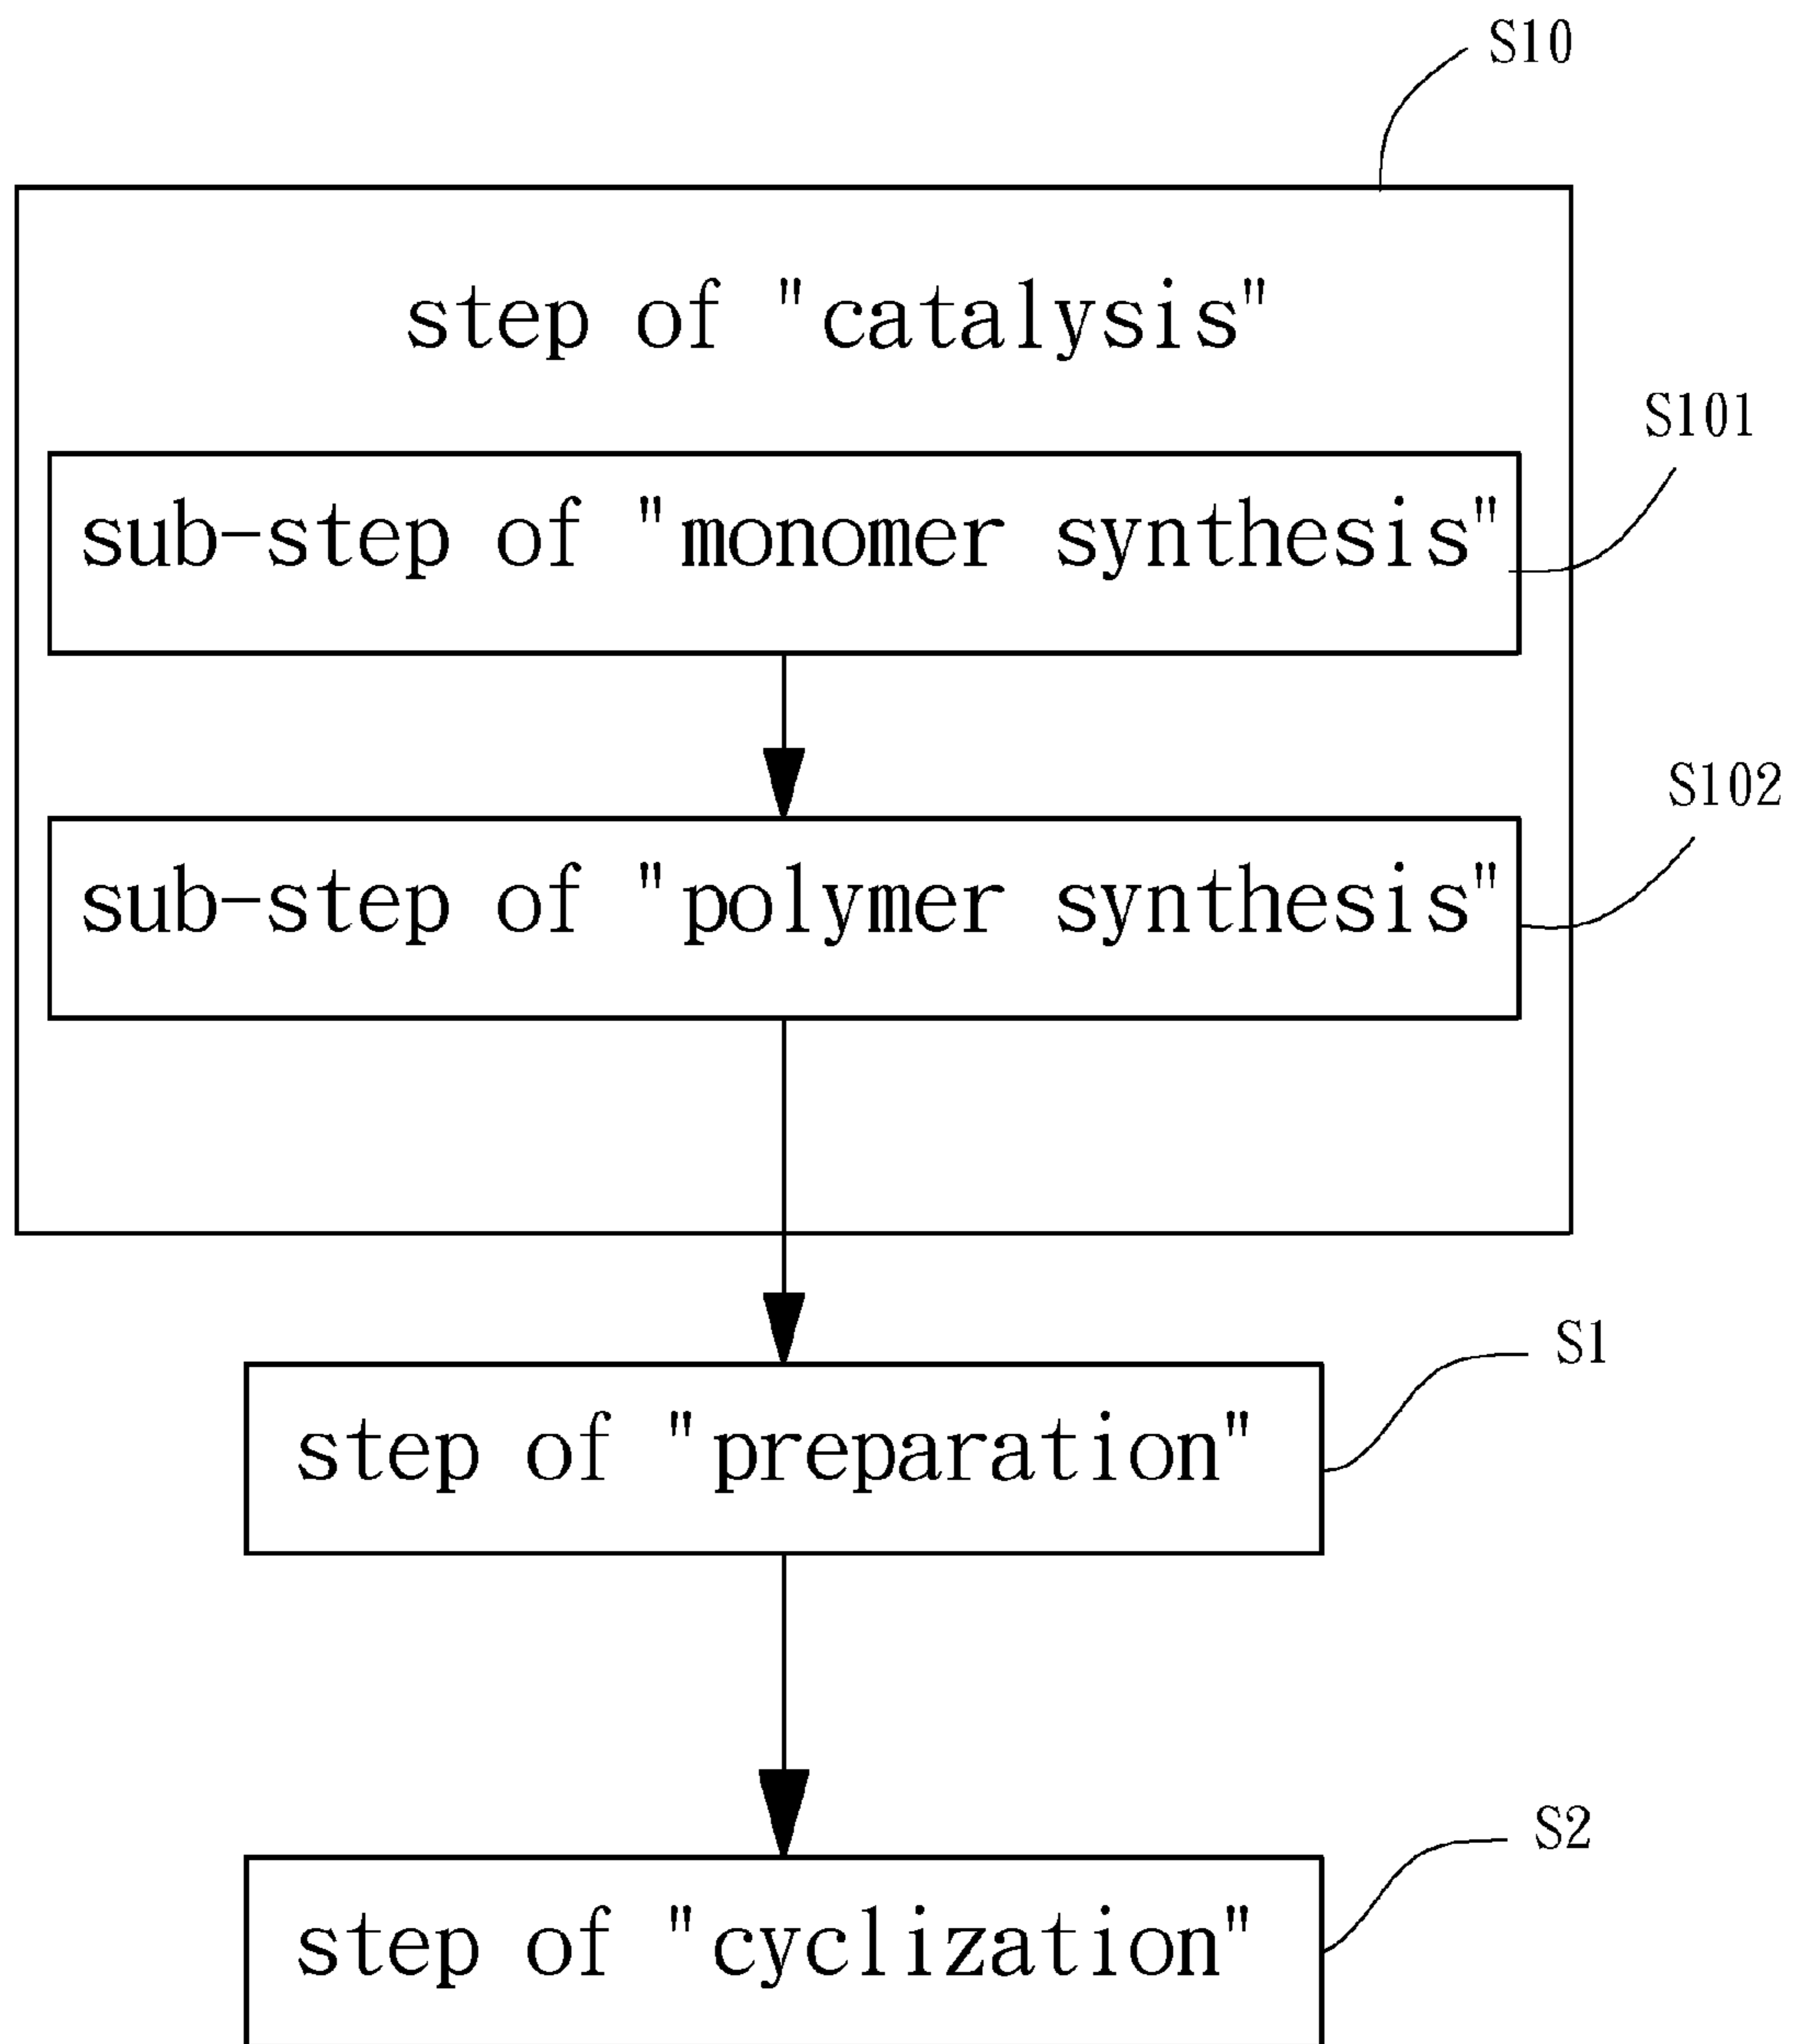 S10
step of "catalysis"
S101
sub-step of "monomer synthesis"
S102
sub-step of "polymer synthesis"
S1
step of "preparation"
S2
step of "cyclization"